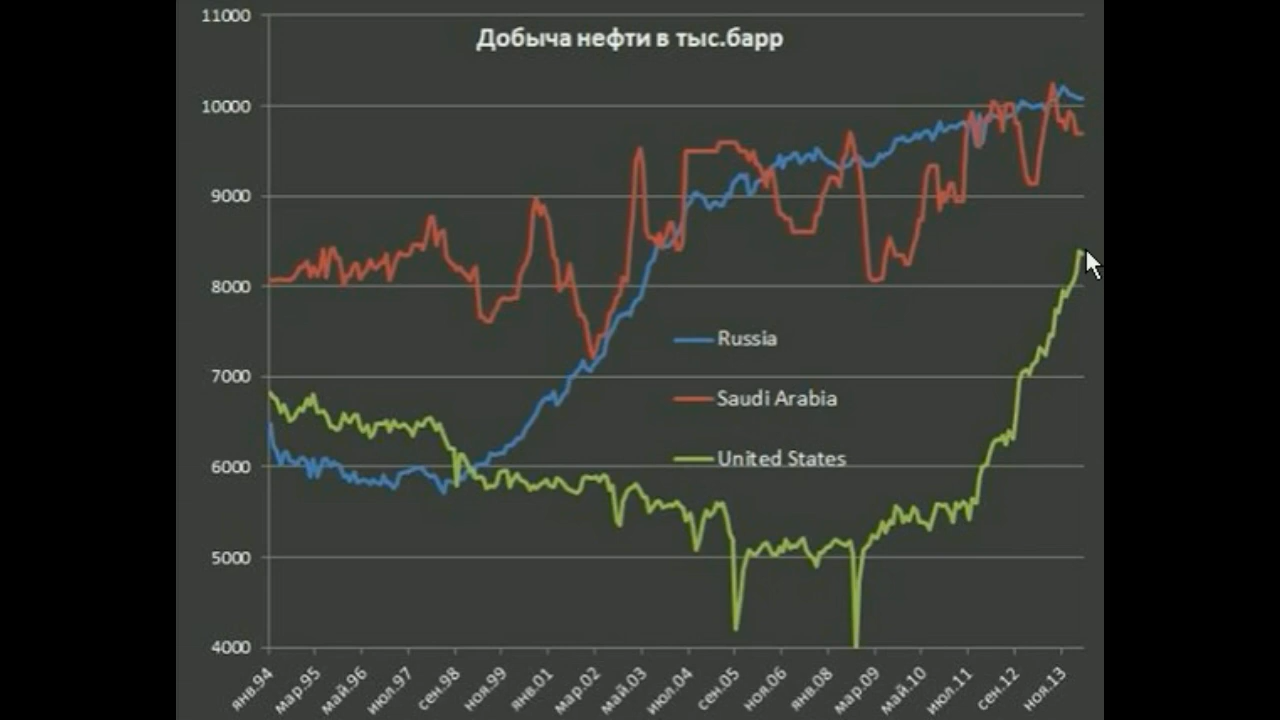 Добыча нефти в тыс.барр
11000
10000
9000
8000
7000
6000
5000
4000
Russia
Saudi Arabia
United States
янв.94
мар.95
май.96
июл.97
сен.98
ноя.99
янв.01
мар.02
май.03
июл.04
сен.05
ноя.06
янв.08
мар.09
май.10
июл.11
сен.12
ноя.13